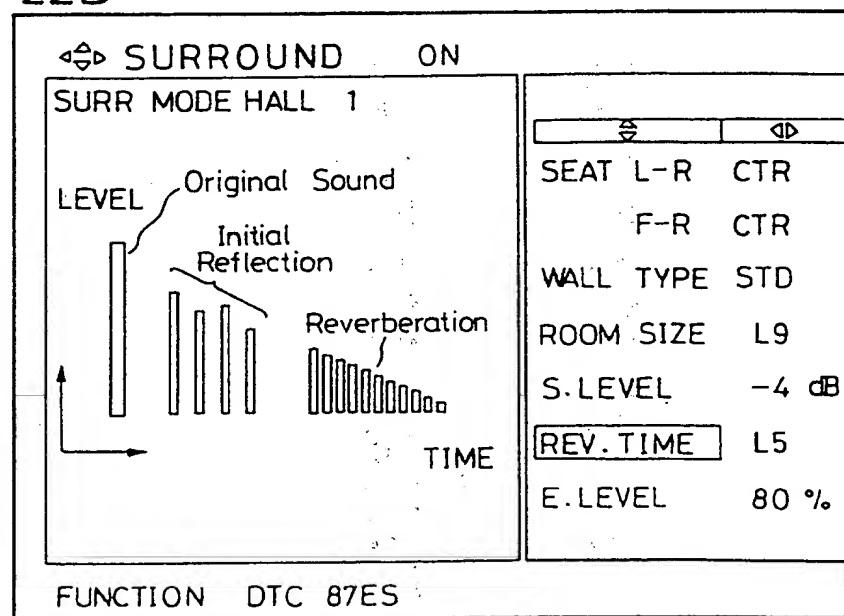 SURROUND ON
SURR MODE HALL 1
LEVEL
Original Sound
Initial
Reflection
Reverberation
TIME
SEAT L-R CTR
F-R CTR
WALL TYPE STD
ROOM SIZE L9
S.LEVEL -4 dB
REV.TIME L5
E.LEVEL 80 %
FUNCTION DTC 87ES